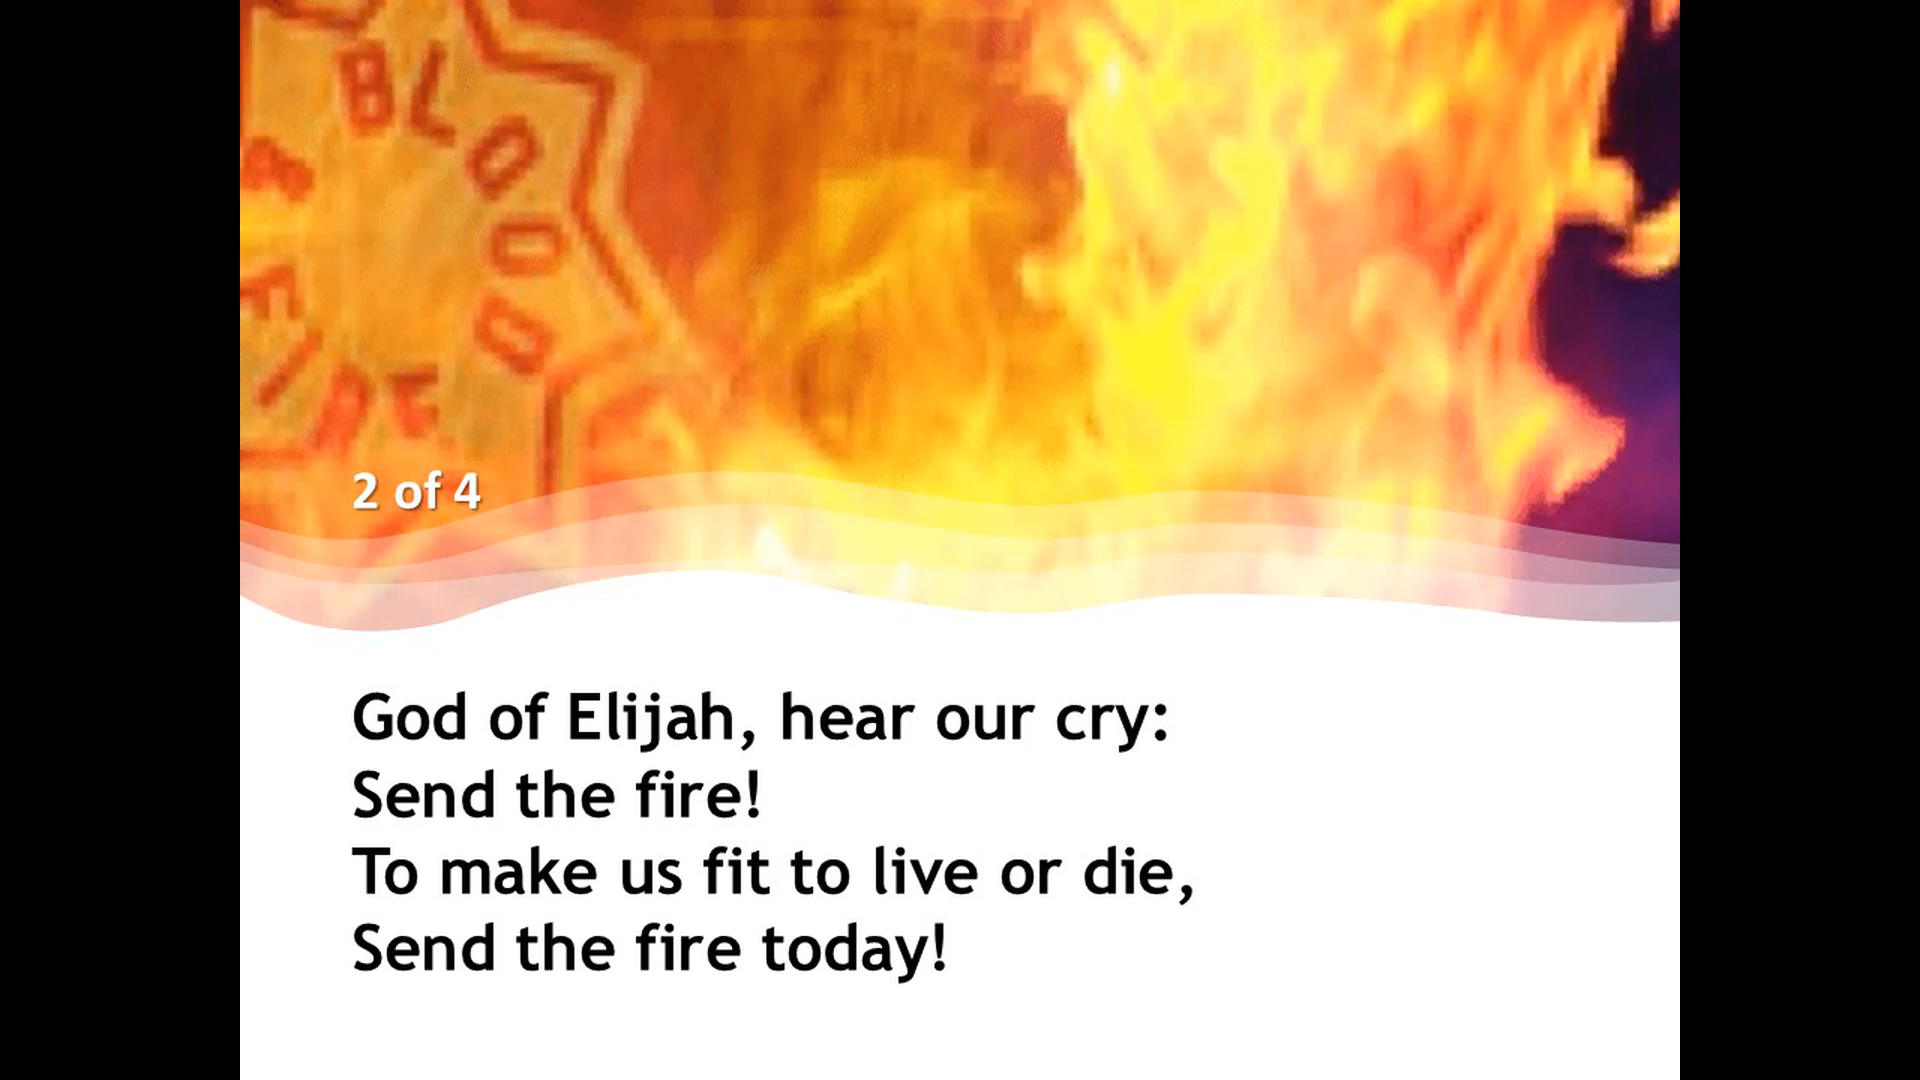 BLOOD
& FIRE
2 of 4
God of Elijah, hear our cry:
Send the fire!
To make us fit to live or die,
Send the fire today!